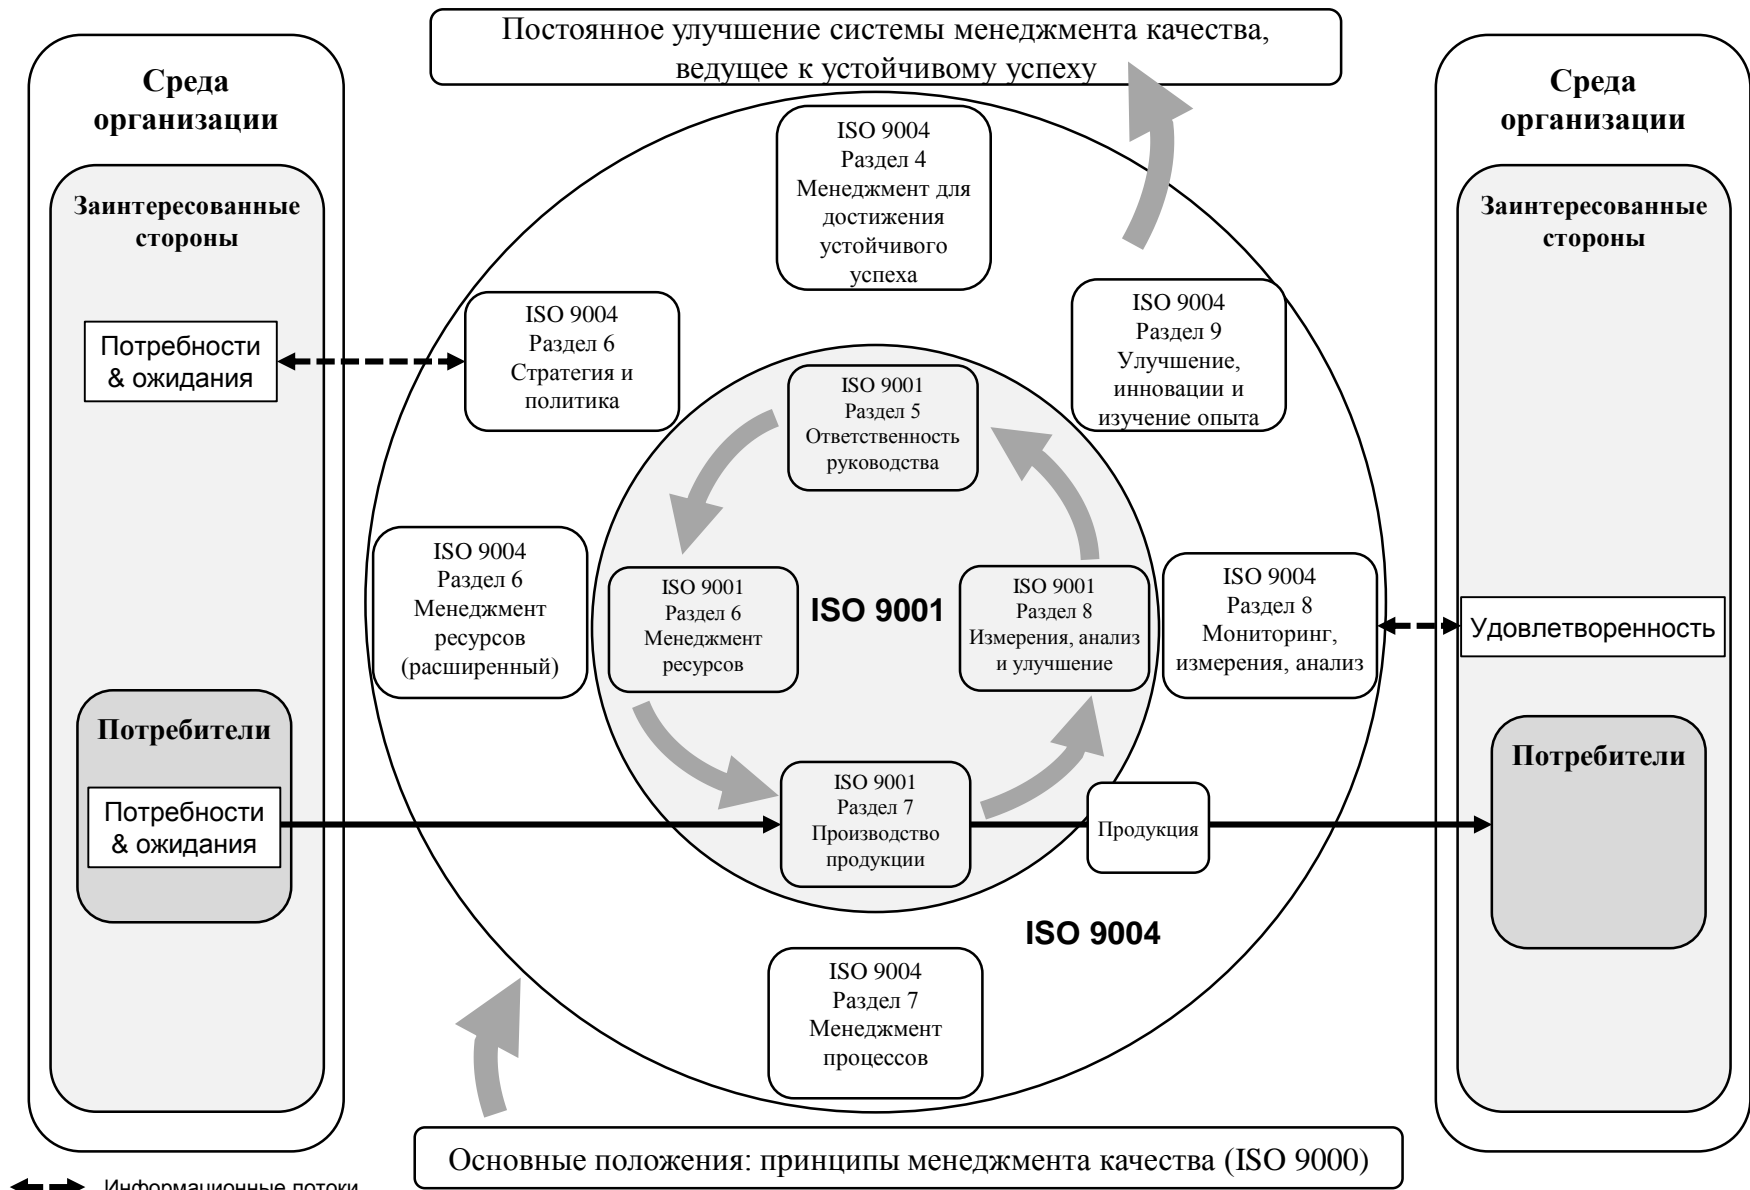 Постоянное улучшение системы менеджмента качества,
ведущее к устойчивому успеху
Среда
организации
Заинтересованные
стороны
Потребности
& ожидания
Потребители
Потребности
& ожидания
ISO 9004
Раздел 4
Менеджмент для
достижения
устойчивого
успеха
ISO 9004
Раздел 6
Стратегия и
политика
ISO 9004
Раздел 9
Улучшение,
инновации и
изучение опыта
ISO 9001
Раздел 5
Ответственность
руководства
ISO 9004
Раздел 6
Менеджмент
ресурсов
(расширенный)
ISO 9001
Раздел 6
Менеджмент
ресурсов
ISO 9001
ISO 9001
Раздел 8
Измерения, анализ
и улучшение
ISO 9004
Раздел 8
Мониторинг,
измерения, анализ
ISO 9001
Раздел 7
Производство
продукции
Продукция
ISO 9004
ISO 9004
Раздел 7
Менеджмент
процессов
Среда
организации
Заинтересованные
стороны
Удовлетворенность
Потребители
Основные положения: принципы менеджмента качества (ISO 9000)
Информационные потоки